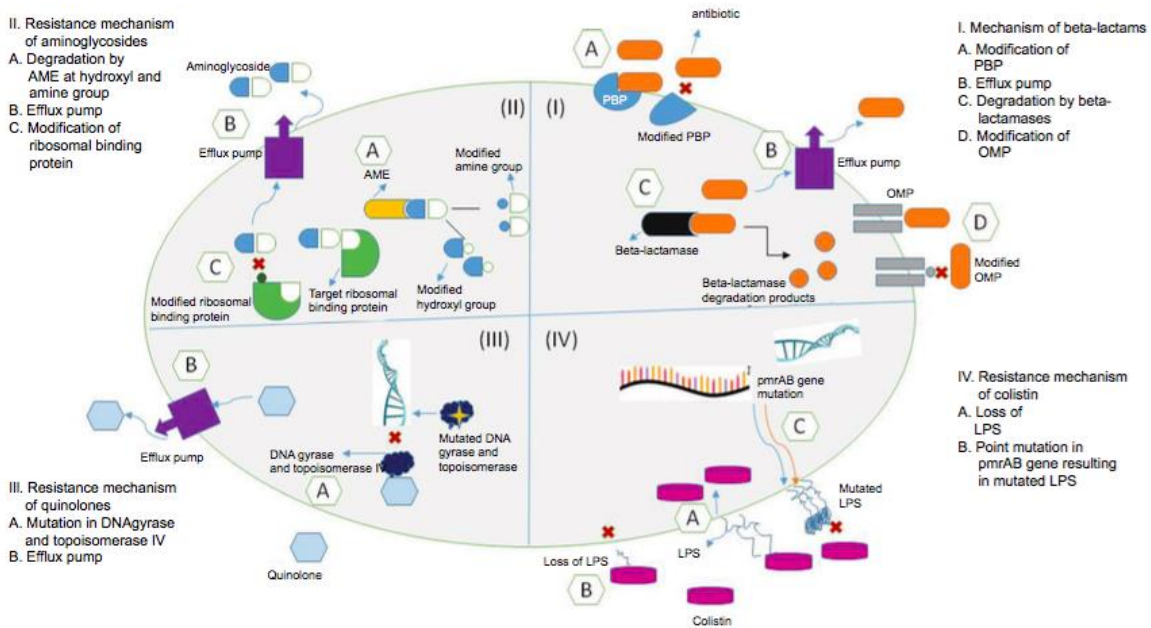 II. Resistance mechanism
of aminoglycosides
A. Degradation by
AME at hydroxyl and
amine group
B. Efflux pump
C. Modification of
ribosomal binding
protein
I. Mechanism of beta-lactams
A. Modification of
PBP
B. Efflux pump
C. Degradation by beta-
lactamases
D. Modification of
OMP
(II)
Aminoglycoside
B
Efflux pump
A
AME
Modified
amine group
C
Modified ribosomal
binding protein
Target ribosomal
binding protein
Modified
hydroxyl group
(I)
antibiotic
A
PBP
Modified PBP
B
Efflux pump
C
Beta-lactamase
Beta-lactamase
degradation products
OMP
D
Modified
OMP
(III)
B
Efflux pump
Mutated DNA
gyrase and
topoisomerase
DNA gyrase
and topoisomerase IV
A
Quinolone
(IV)
pmrAB gene
mutation
C
Mutated
LPS
A
LPS
Loss of LPS
B
Colistin
III. Resistance mechanism
of quinolones
A. Mutation in DNAgyrase
and topoisomerase IV
B. Efflux pump
IV. Resistance mechanism
of colistin
A. Loss of
LPS
B. Point mutation in
pmrAB gene resulting
in mutated LPS